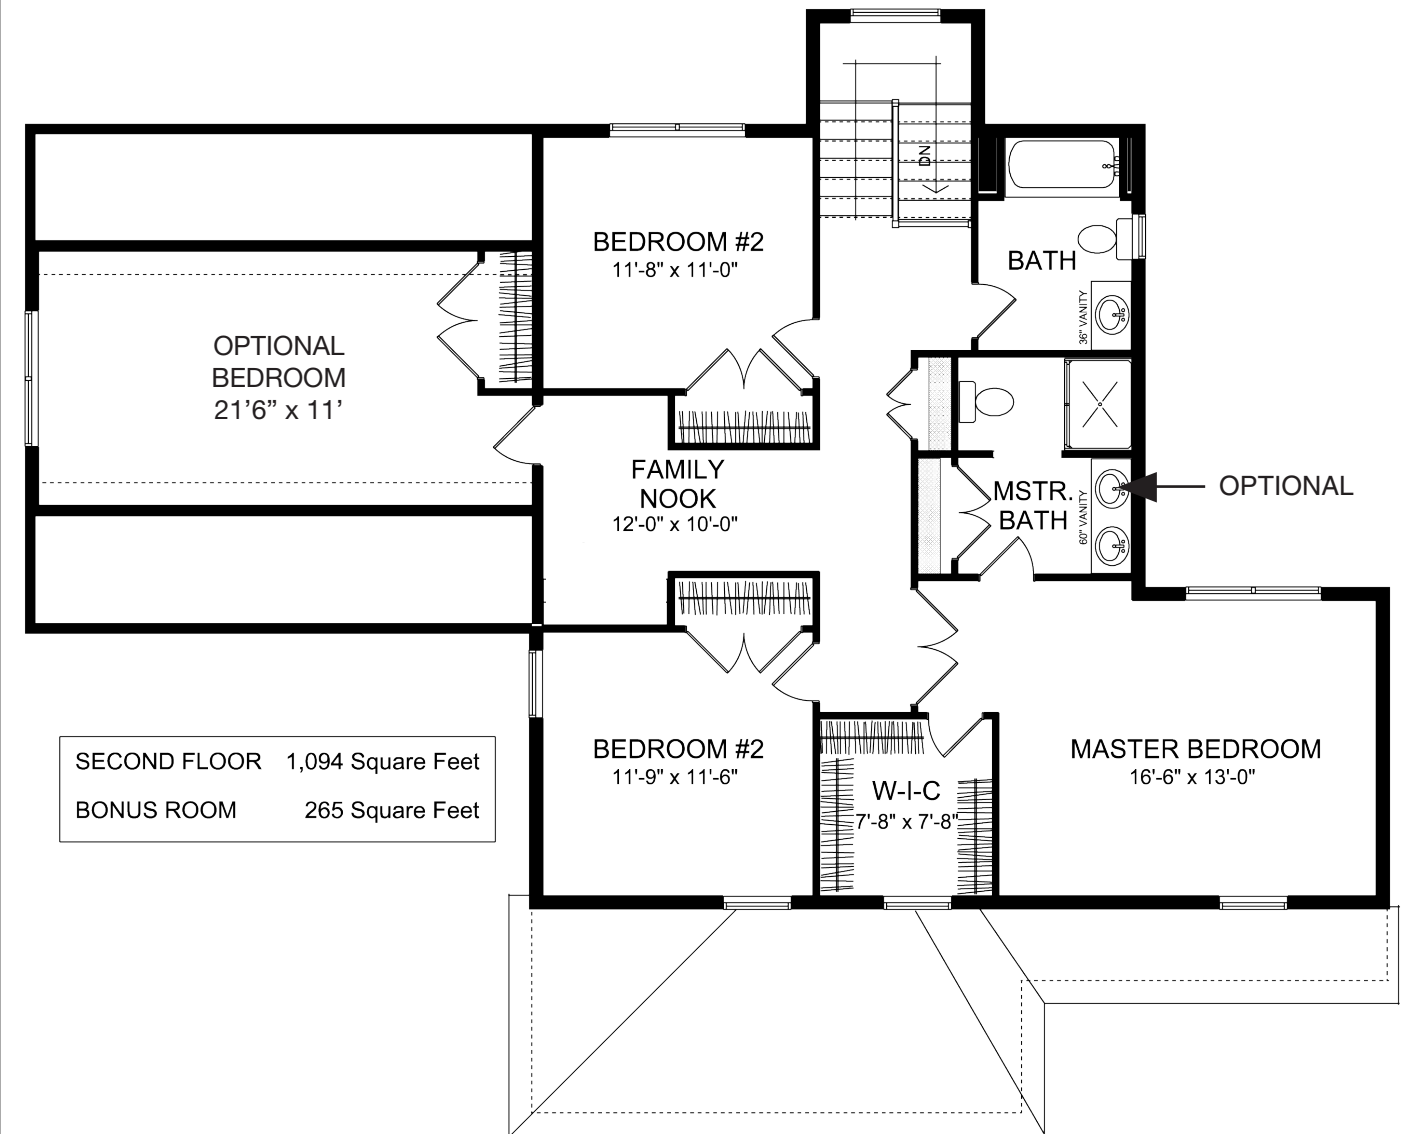 DN
BEDROOM #2
11'-8" x 11'-0"
BATH
36" VANITY
OPTIONAL
BEDROOM
21’6” x 11’
FAMILY
NOOK
12'-0" x 10'-0"
MSTR.
BATH
60" VANITY
OPTIONAL
SECOND FLOOR 1,094 Square Feet
BONUS ROOM 265 Square Feet
BEDROOM #2
11'-9" x 11'-6"
W-I-C
7'-8" x 7'-8"
MASTER BEDROOM
16'-6" x 13'-0"